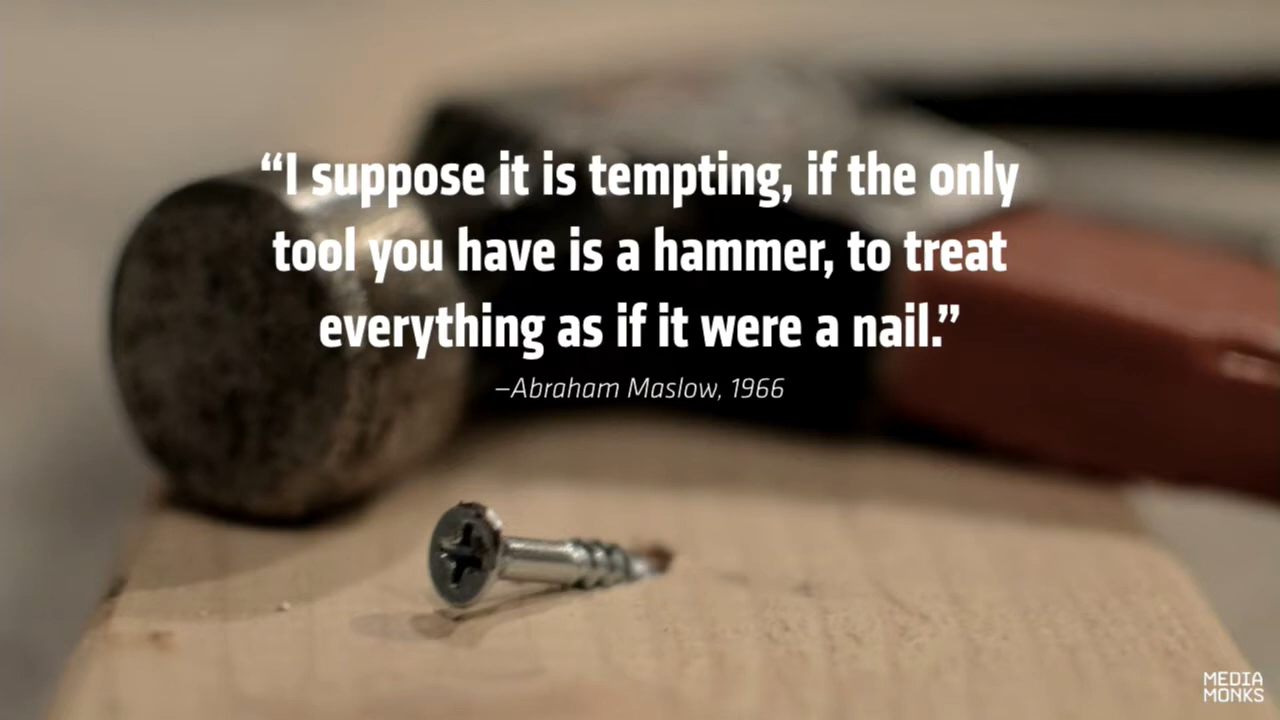 “I suppose it is tempting, if the only
tool you have is a hammer, to treat
everything as if it were a nail.”
–Abraham Maslow, 1966
MEDIA
MONKS